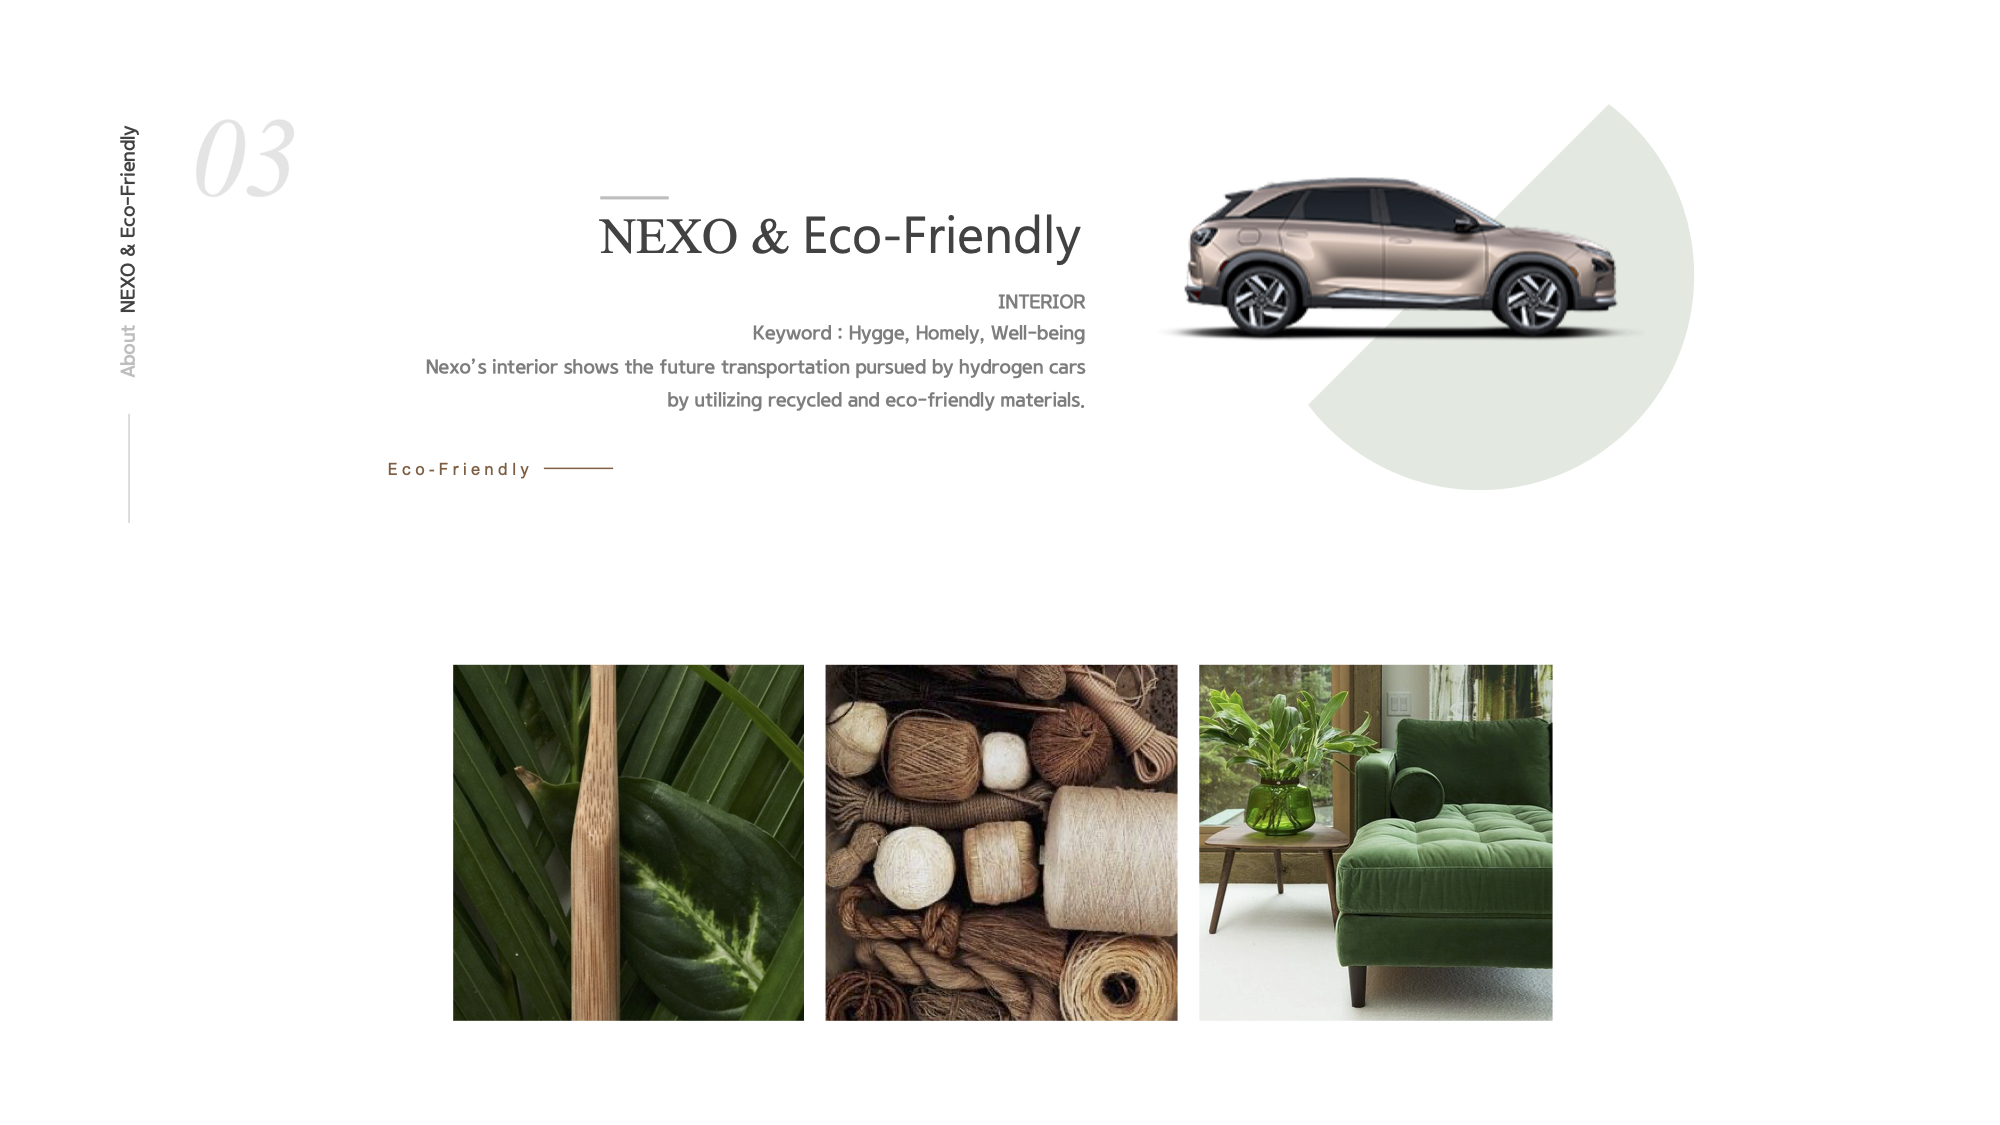 About NEXO & Eco-Friendly
03
NEXO & Eco-Friendly
INTERIOR
Keyword : Hygge, Homely, Well-being
Nexo's interior shows the future transportation pursued by hydrogen cars
by utilizing recycled and eco-friendly materials.
Eco-Friendly